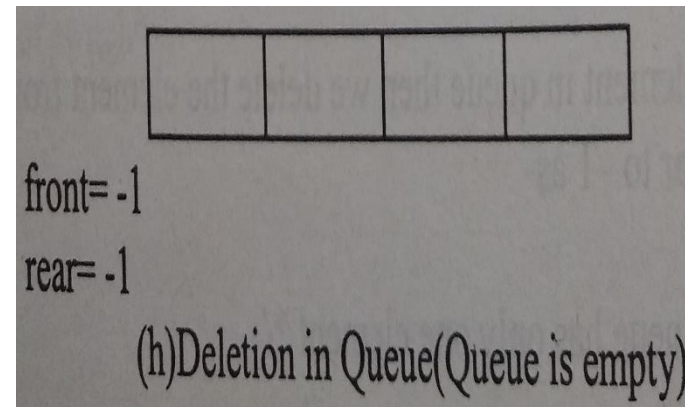 front= -1
rear= -1
(h)Deletion in Queue(Queue is empty)